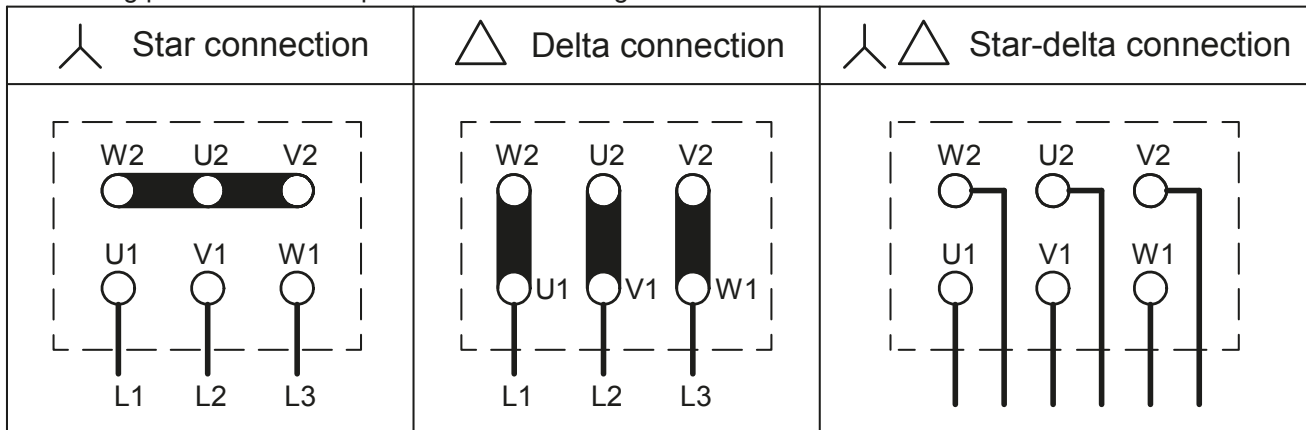 Star connection
Delta connection
Star-delta connection
W2 U2 V2
U1 V1 W1
L1 L2 L3
W2 U2 V2
U1 V1 W1
L1 L2 L3
W2 U2 V2
U1 V1 W1